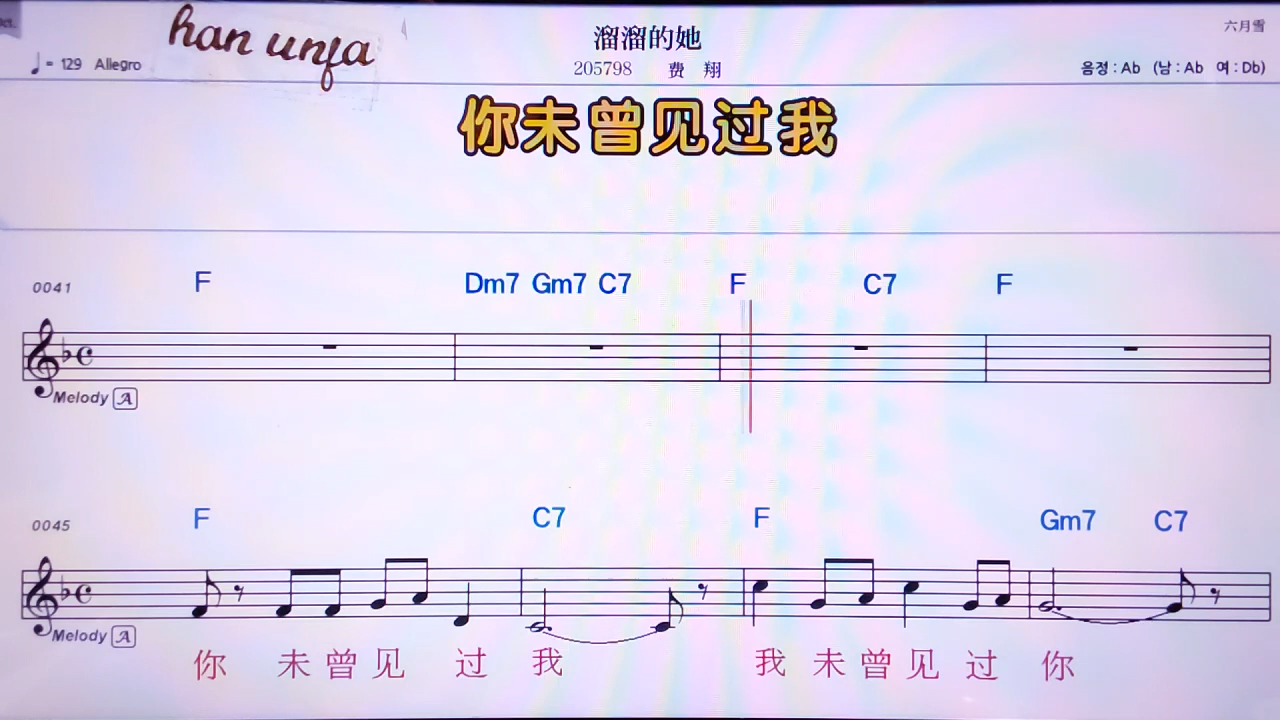 han unfa
溜溜的她
六月雪
♩= 129 Allegro
205798 费 翔
음정 : Ab (남 : Ab 여 : Db)
你未曾见过我
0041 F Dm7 Gm7 C7 F C7 F
Melody A
0045 F C7 F Gm7 C7
Melody A
你 未 曾 见 过 我 我 未 曾 见 过 你